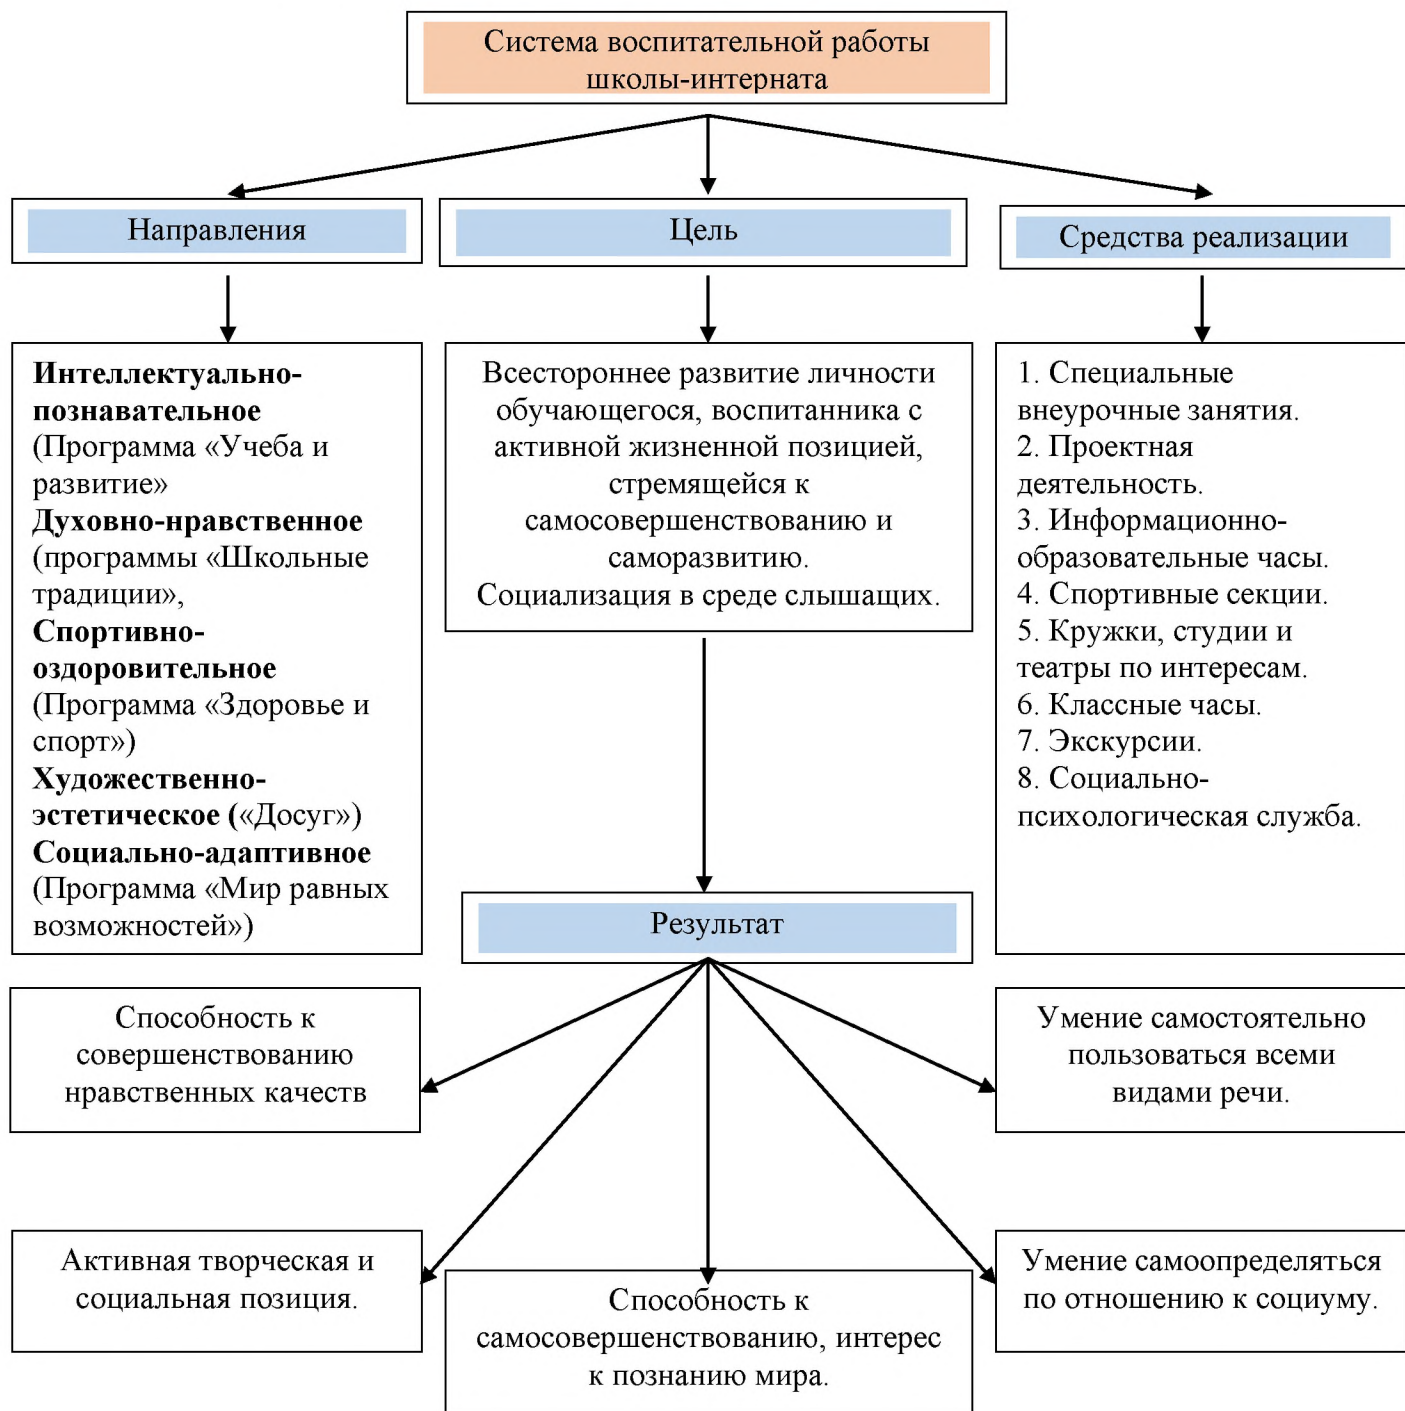 Система воспитательной работы
школы-интерната
Направления
Цель
Средства реализации
Интеллектуально-
познавательное
(Программа «Учеба и
развитие»
Духовно-нравственное
(программы «Школьные
традиции»,
Спортивно-
оздоровительное
(Программа «Здоровье и
спорт»)
Художественно-
эстетическое («Досуг»)
Социально-адаптивное
(Программа «Мир равных
возможностей»)
Всестороннее развитие личности
обучающегося, воспитанника с
активной жизненной позицией,
стремящейся к
самосовершенствованию и
саморазвитию.
Социализация в среде слышащих.
1. Специальные
внеурочные занятия.
2. Проектная
деятельность.
3. Информационно-
образовательные часы.
4. Спортивные секции.
5. Кружки, студии и
театры по интересам.
6. Классные часы.
7. Экскурсии.
8. Социально-
психологическая служба.
Результат
Способность к
совершенствованию
нравственных качеств
Умение самостоятельно
пользоваться всеми
видами речи.
Активная творческая и
социальная позиция.
Способность к
самосовершенствованию, интерес
к познанию мира.
Умение самоопределяться
по отношению к социуму.